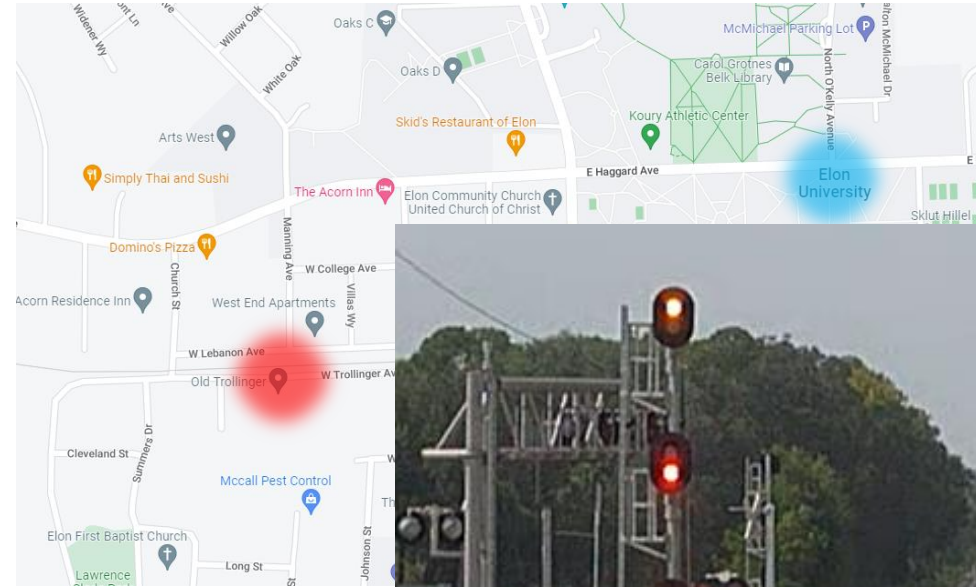 Widener Wy
Willow Oak
White Oak
Oaks C
Oaks D
McMichael Parking Lot
P
Carol Grotnes
Belk Library
North O'Kelly Avenue
Koury Athletic Center
Skid's Restaurant of Elon
Arts West
Simply Thai and Sushi
The Acorn Inn
Elon Community Church
United Church of Christ
E Haggard Ave
E
Elon
University
Sklut Hillel
Domino's Pizza
Manning Ave
Church St
W College Ave
Villas Wy
Acorn Residence Inn
West End Apartments
W Lebanon Ave
Old Trollinger
W Trollinger Av
Cleveland St
Summers Dr
Mccall Pest Control
Elon First Baptist Church
Long St
Johnson St
Lawrence